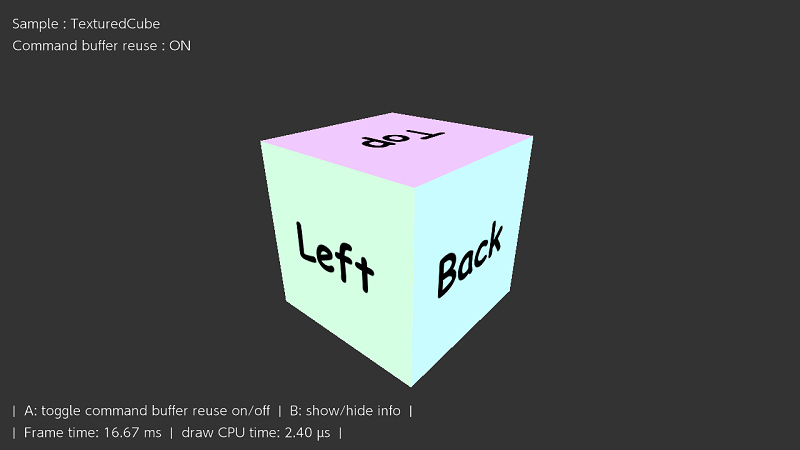 Sample : TexturedCube
Command buffer reuse : ON
Top
Left
Back
| A: toggle command buffer reuse on/off | B: show/hide info |
| Frame time: 16.67 ms | draw CPU time: 2.40 μs |